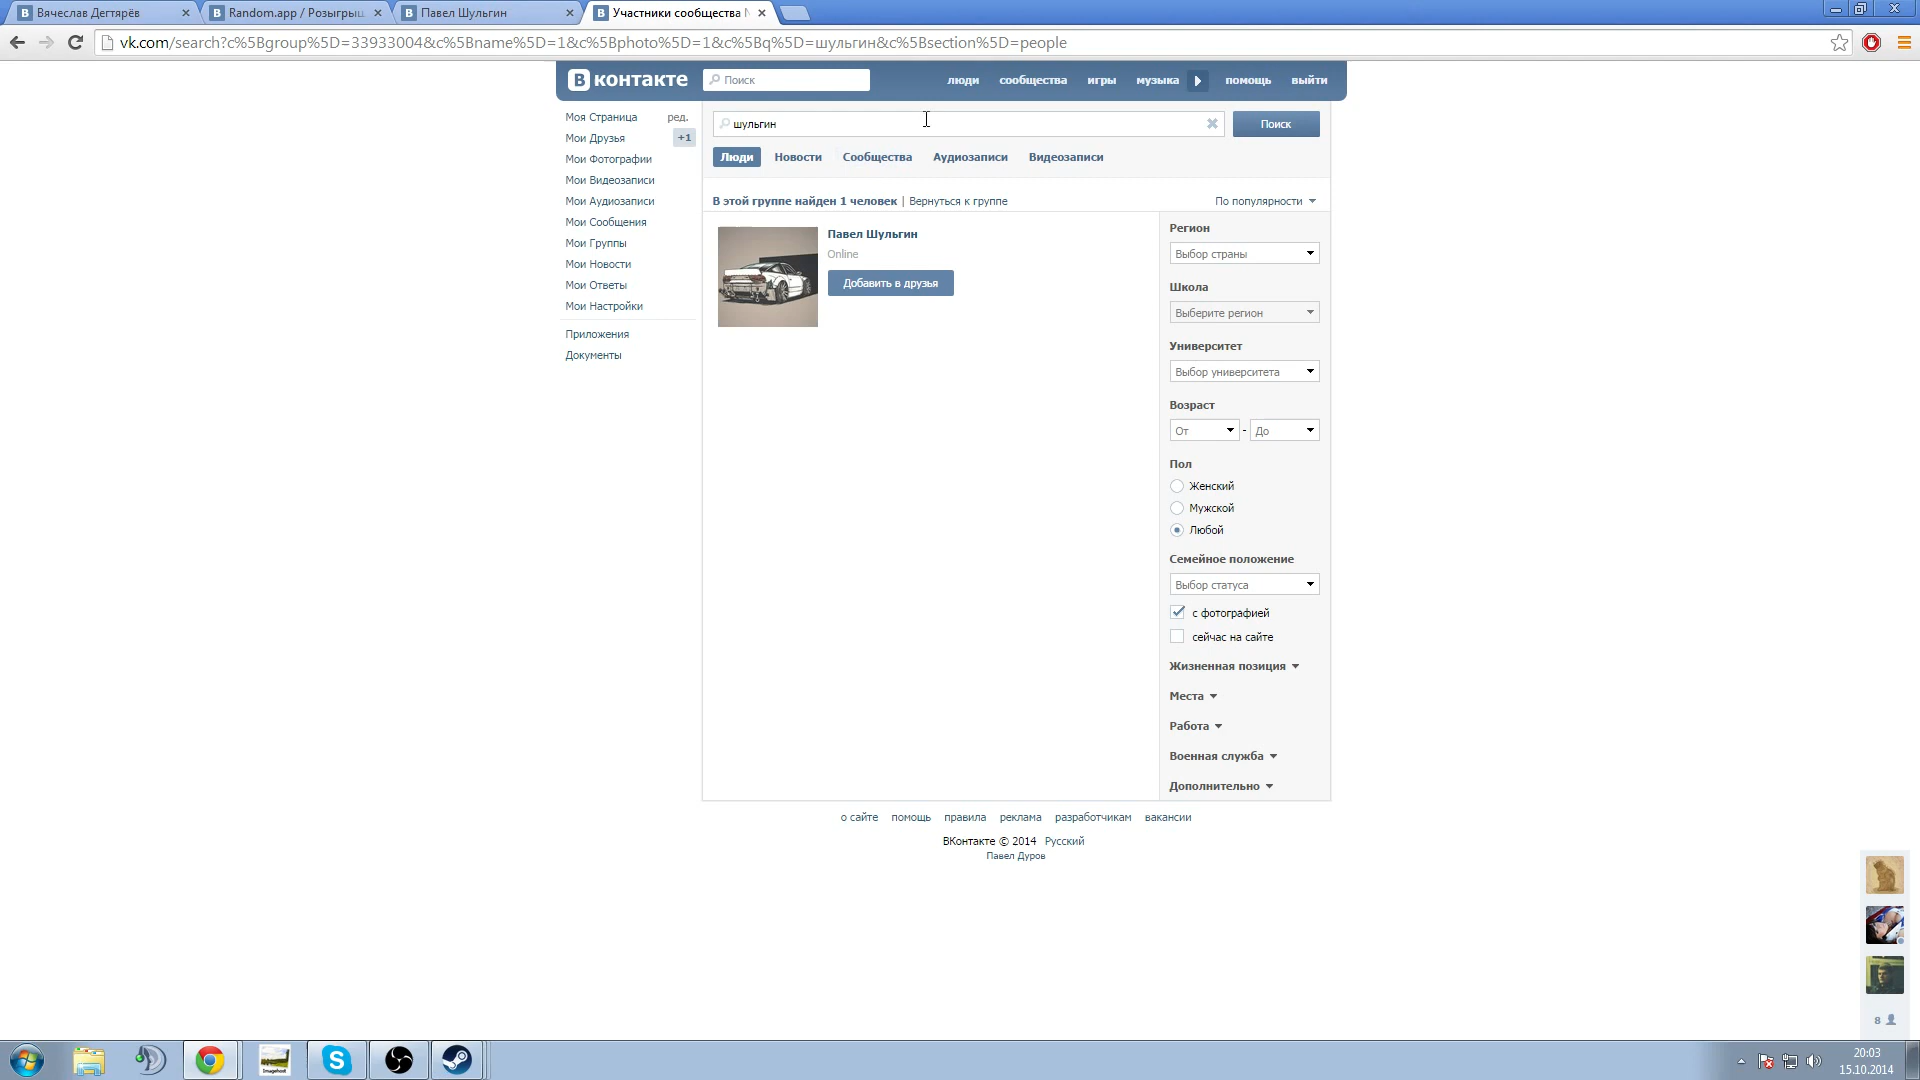 Вячеслав Дегтярёв
Random.app / Розыгрыш
Павел Шульгин
Участники сообщества
vk.com/search?c%5Bgroup%5D=33933004&c%5Bname%5D=1&c%5Bphoto%5D=1&c%5Bq%5D=шульгин&c%5Bsection%5D=people
В контакте
Поиск
люди
сообщества
игры
музыка
помощь
выйти
Моя Страница
ред.
Мои Друзья
+1
Мои Фотографии
Мои Видеозаписи
Мои Аудиозаписи
Мои Сообщения
Мои Группы
Мои Новости
Мои Ответы
Мои Настройки
Приложения
Документы
шульгин
Поиск
Люди
Новости
Сообщества
Аудиозаписи
Видеозаписи
В этой группе найден 1 человек | Вернуться к группе
По популярности
Павел Шульгин
Online
Добавить в друзья
Регион
Выбор страны
Школа
Выберите регион
Университет
Выбор университета
Возраст
От - До
Пол
Женский
Мужской
Любой
Семейное положение
Выбор статуса
с фотографией
сейчас на сайте
Жизненная позиция
Места
Работа
Военная служба
Дополнительно
о сайте помощь правила реклама разработчикам вакансии
ВКонтакте © 2014 Русский
Павел Дуров
8
Imagehost
20:03
15.10.2014